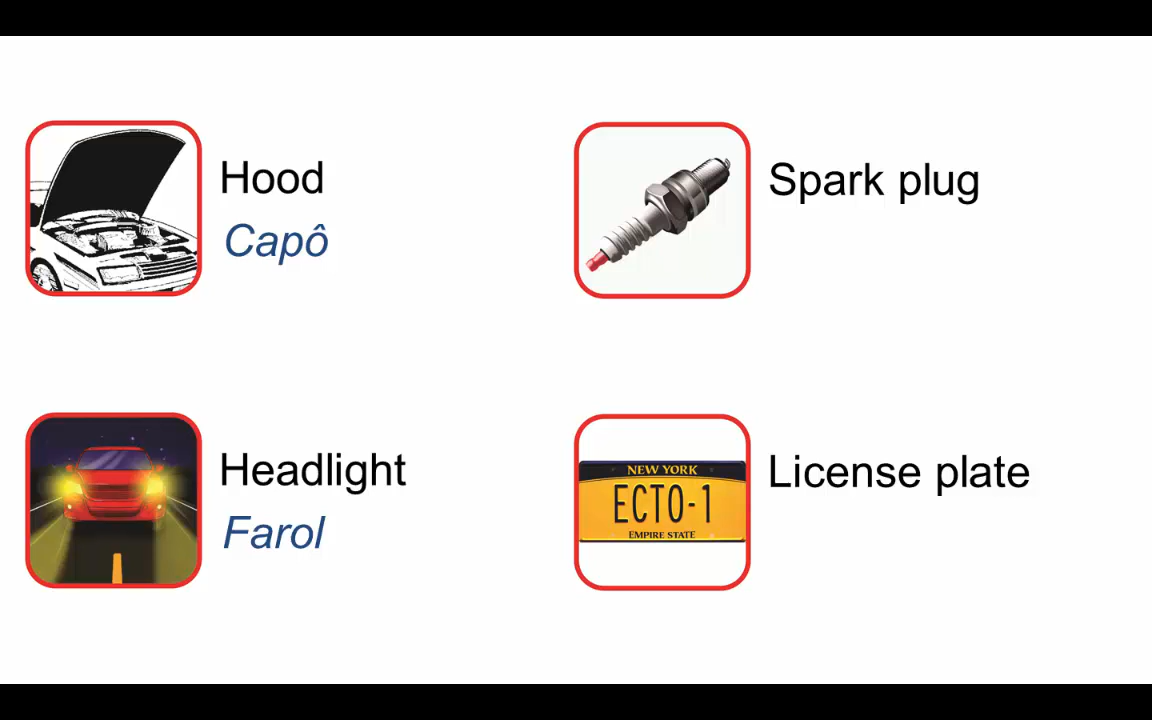 Hood
Capô
Spark plug
Headlight
Farol
NEW YORK
ECTO-1
EMPIRE STATE
License plate